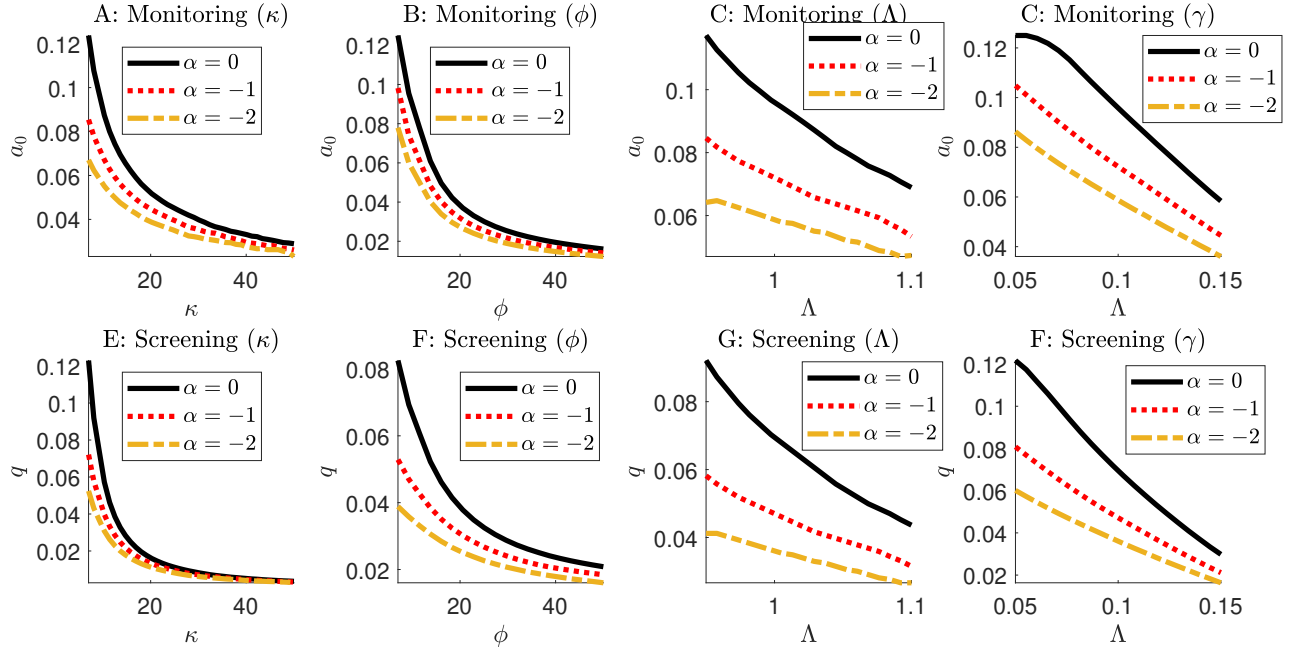 A: Monitoring (κ)
0.12
0.1
0.08
0.06
0.04
a₀
20
40
κ
α = 0
α = −1
α = −2
B: Monitoring (ϕ)
0.12
0.1
0.08
0.06
0.04
0.02
a₀
20
40
ϕ
α = 0
α = −1
α = −2
C: Monitoring (Λ)
0.1
0.08
0.06
a₀
1
1.1
Λ
α = 0
α = −1
α = −2
C: Monitoring (γ)
0.12
0.1
0.08
0.06
0.04
a₀
0.05
0.1
0.15
Λ
α = 0
α = −1
α = −2
E: Screening (κ)
0.12
0.1
0.08
0.06
0.04
0.02
q
20
40
κ
α = 0
α = −1
α = −2
F: Screening (ϕ)
0.08
0.06
0.04
0.02
q
20
40
ϕ
α = 0
α = −1
α = −2
G: Screening (Λ)
0.08
0.06
0.04
q
1
1.1
Λ
α = 0
α = −1
α = −2
F: Screening (γ)
0.12
0.1
0.08
0.06
0.04
0.02
q
0.05
0.1
0.15
Λ
α = 0
α = −1
α = −2